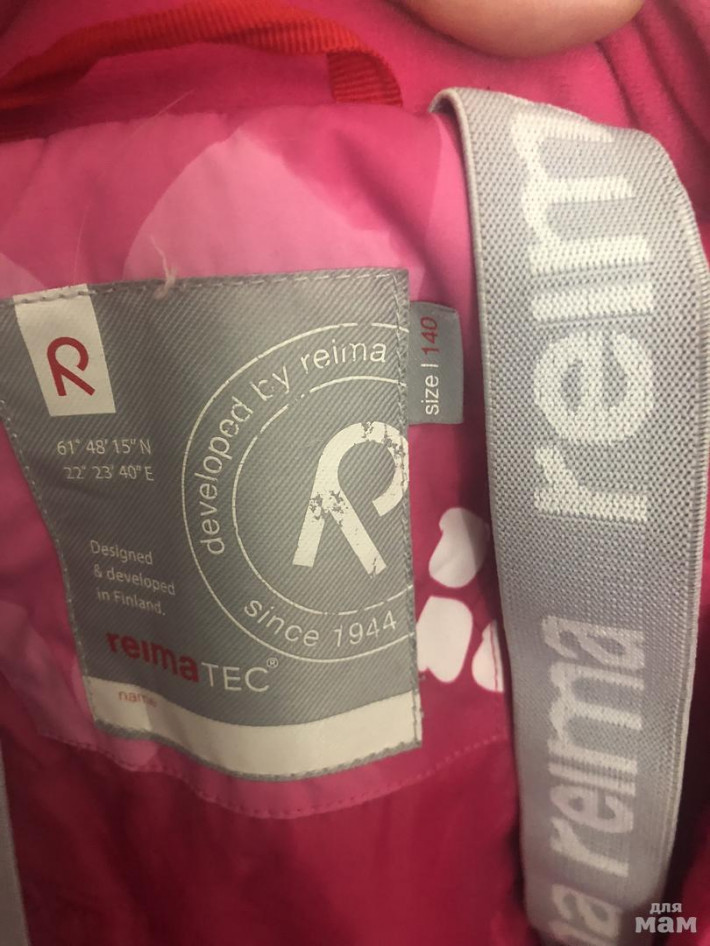 61° 48' 15" N
22° 23' 40" E
Designed
& developed
in Finland.
reimaTEC®
name
developed by reima
since 1944
size | 140
reim
reima
a reima
для
мам